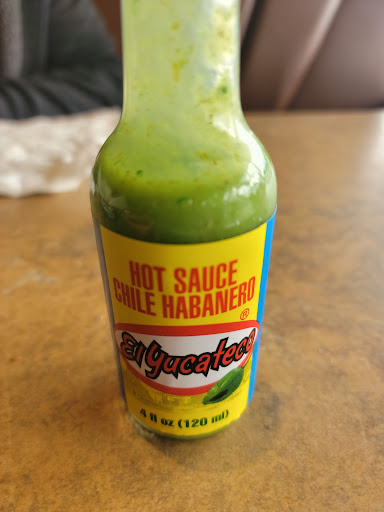 HOT SAUCE
CHILE HABANERO
®
El Yucateco
4 fl oz (120 ml)